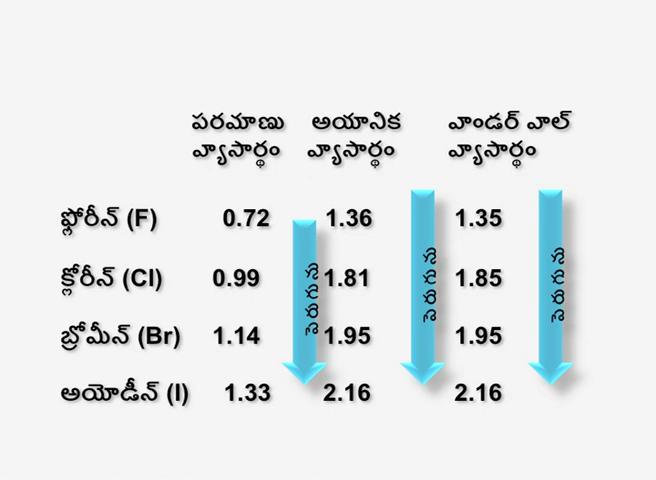 పరమాణు వ్యాసార్థం అయానిక వ్యాసార్థం వాండర్ వాల్ వ్యాసార్థం
ఫ్లోరీన్ (F) 0.72 1.36 1.35
క్లోరీన్ (Cl) 0.99 1.81 1.85
బ్రోమీన్ (Br) 1.14 1.95 1.95
అయోడీన్ (I) 1.33 2.16 2.16
పెరుగును
పెరుగును
పెరుగును